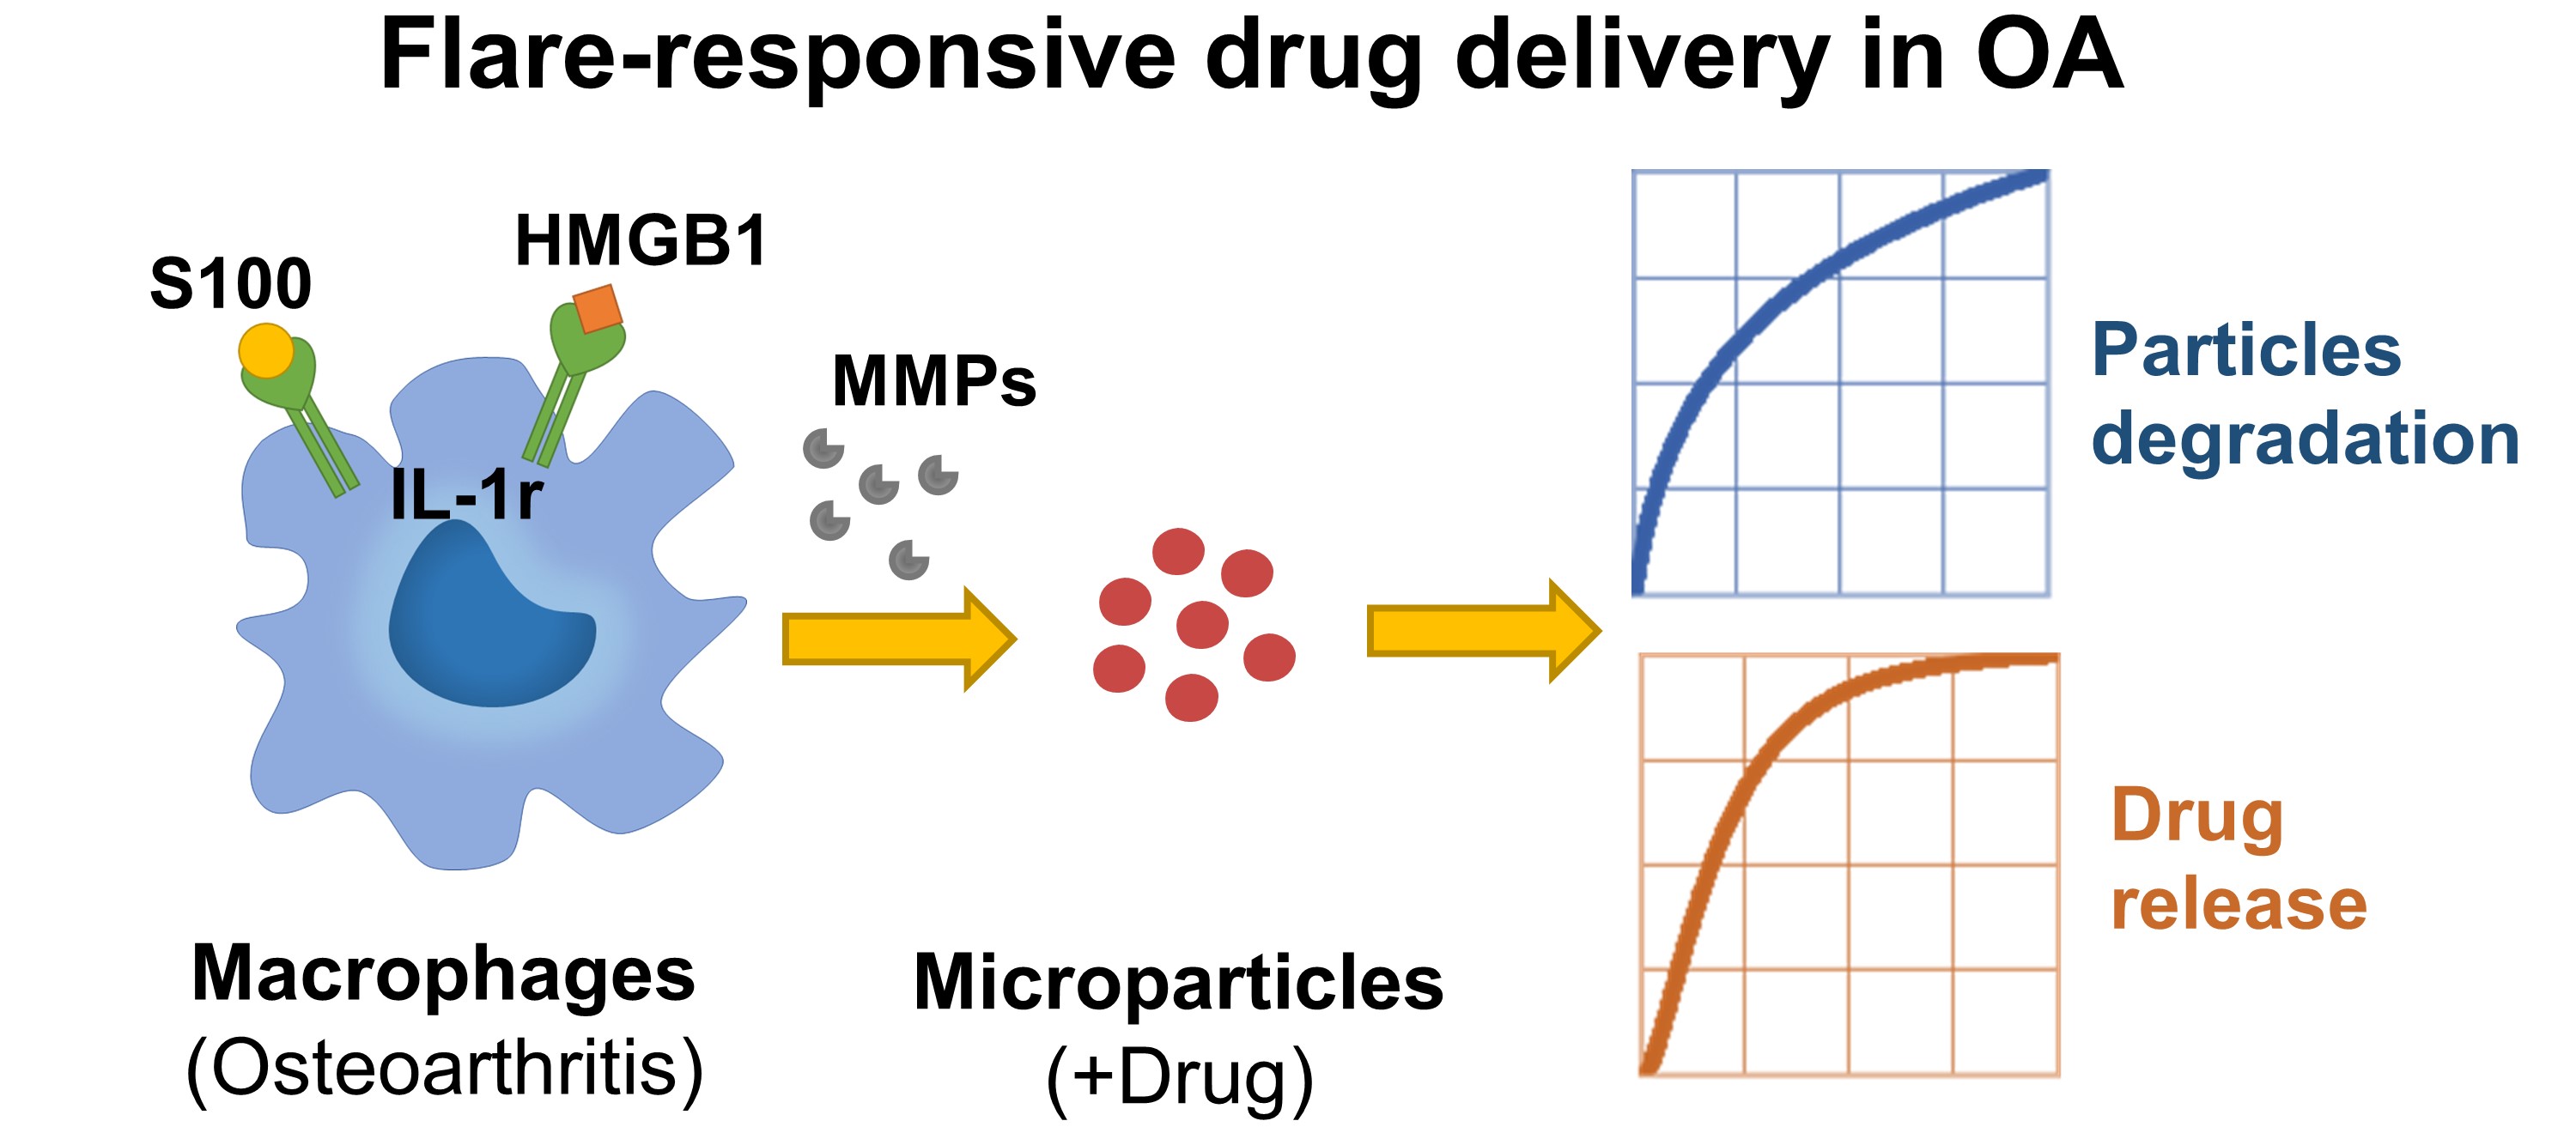 Flare-responsive drug delivery in OA
S100
HMGB1
IL-1r
MMPs
Macrophages
(Osteoarthritis)
Microparticles
(+Drug)
Particles
degradation
Drug
release